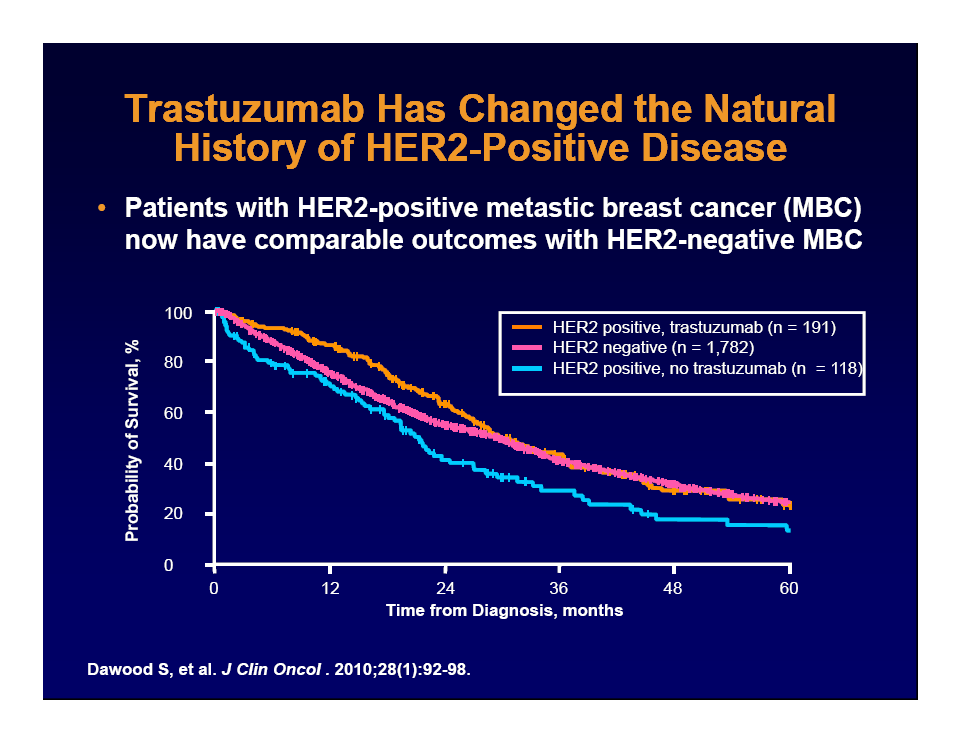 Trastuzumab Has Changed the Natural
History of HER2-Positive Disease
• Patients with HER2-positive metastic breast cancer (MBC)
now have comparable outcomes with HER2-negative MBC
HER2 positive, trastuzumab (n = 191)
HER2 negative (n = 1,782)
HER2 positive, no trastuzumab (n = 118)
Probability of Survival, %
100
80
60
40
20
0
0 12 24 36 48 60
Time from Diagnosis, months
Dawood S, et al. J Clin Oncol . 2010;28(1):92-98.